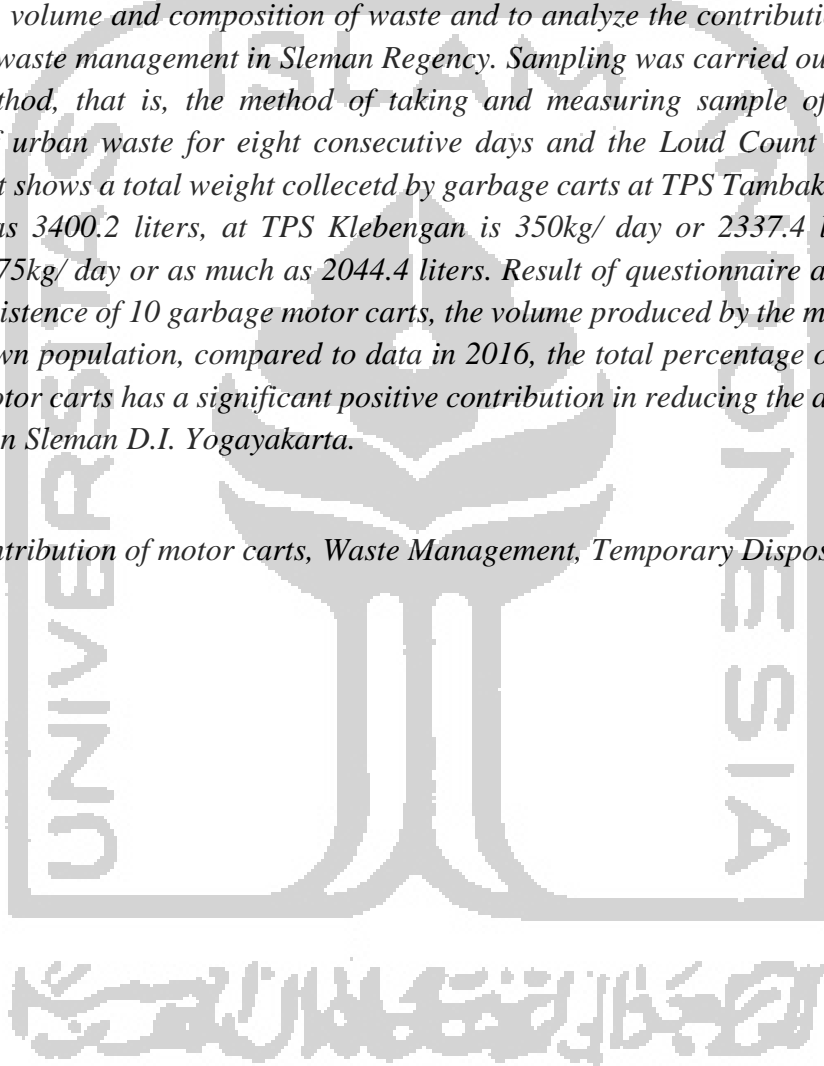 volume and composition of waste and to analyze the contributi
waste management in Sleman Regency. Sampling was carried ou
thod, that is, the method of taking and measuring sample of
f urban waste for eight consecutive days and the Loud Count
t shows a total weight collecetd by garbage carts at TPS Tambak
as 3400.2 liters, at TPS Klebengan is 350kg/ day or 2337.4 l
75kg/ day or as much as 2044.4 liters. Result of questionnaire a
istence of 10 garbage motor carts, the volume produced by the m
wn population, compared to data in 2016, the total percentage o
otor carts has a significant positive contribution in reducing the a
n Sleman D.I. Yogayakarta.
ntribution of motor carts, Waste Management, Temporary Dispos
ISLAM
UNIVERSITAS
INDONESIA